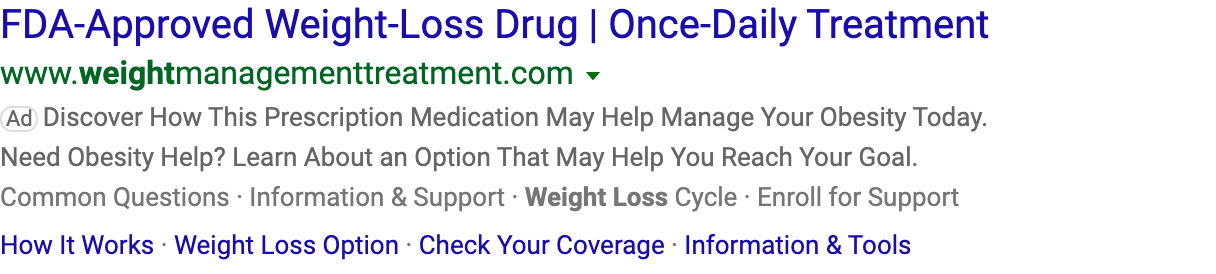 FDA-Approved Weight-Loss Drug | Once-Daily Treatment
www.weightmanagementtreatment.com
Ad Discover How This Prescription Medication May Help Manage Your Obesity Today.
Need Obesity Help? Learn About an Option That May Help You Reach Your Goal.
Common Questions · Information & Support · Weight Loss Cycle · Enroll for Support
How It Works · Weight Loss Option · Check Your Coverage · Information & Tools